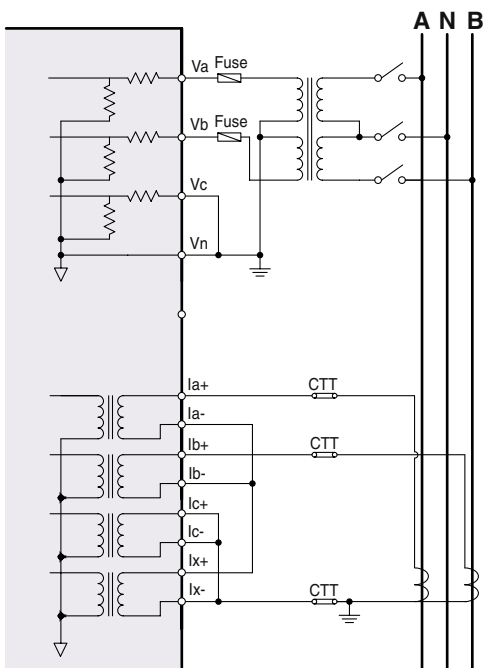 A N B
Va Fuse
Vb Fuse
Vc
Vn
Ia+ CTT
Ia-
Ib+ CTT
Ib-
Ic+
Ic-
Ix+
Ix- CTT